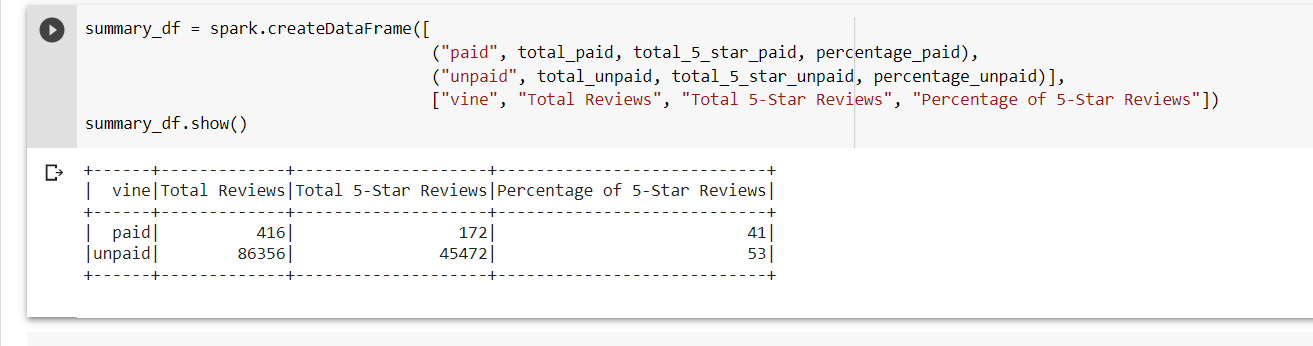 summary_df = spark.createDataFrame([
("paid", total_paid, total_5_star_paid, percentage_paid),
("unpaid", total_unpaid, total_5_star_unpaid, percentage_unpaid)],
["vine", "Total Reviews", "Total 5-Star Reviews", "Percentage of 5-Star Reviews"])
summary_df.show()
+------+-------------+--------------------+----------------------------+
|  vine|Total Reviews|Total 5-Star Reviews|Percentage of 5-Star Reviews|
+------+-------------+--------------------+----------------------------+
|  paid|          416|                 172|                          41|
|unpaid|        86356|               45472|                          53|
+------+-------------+--------------------+----------------------------+